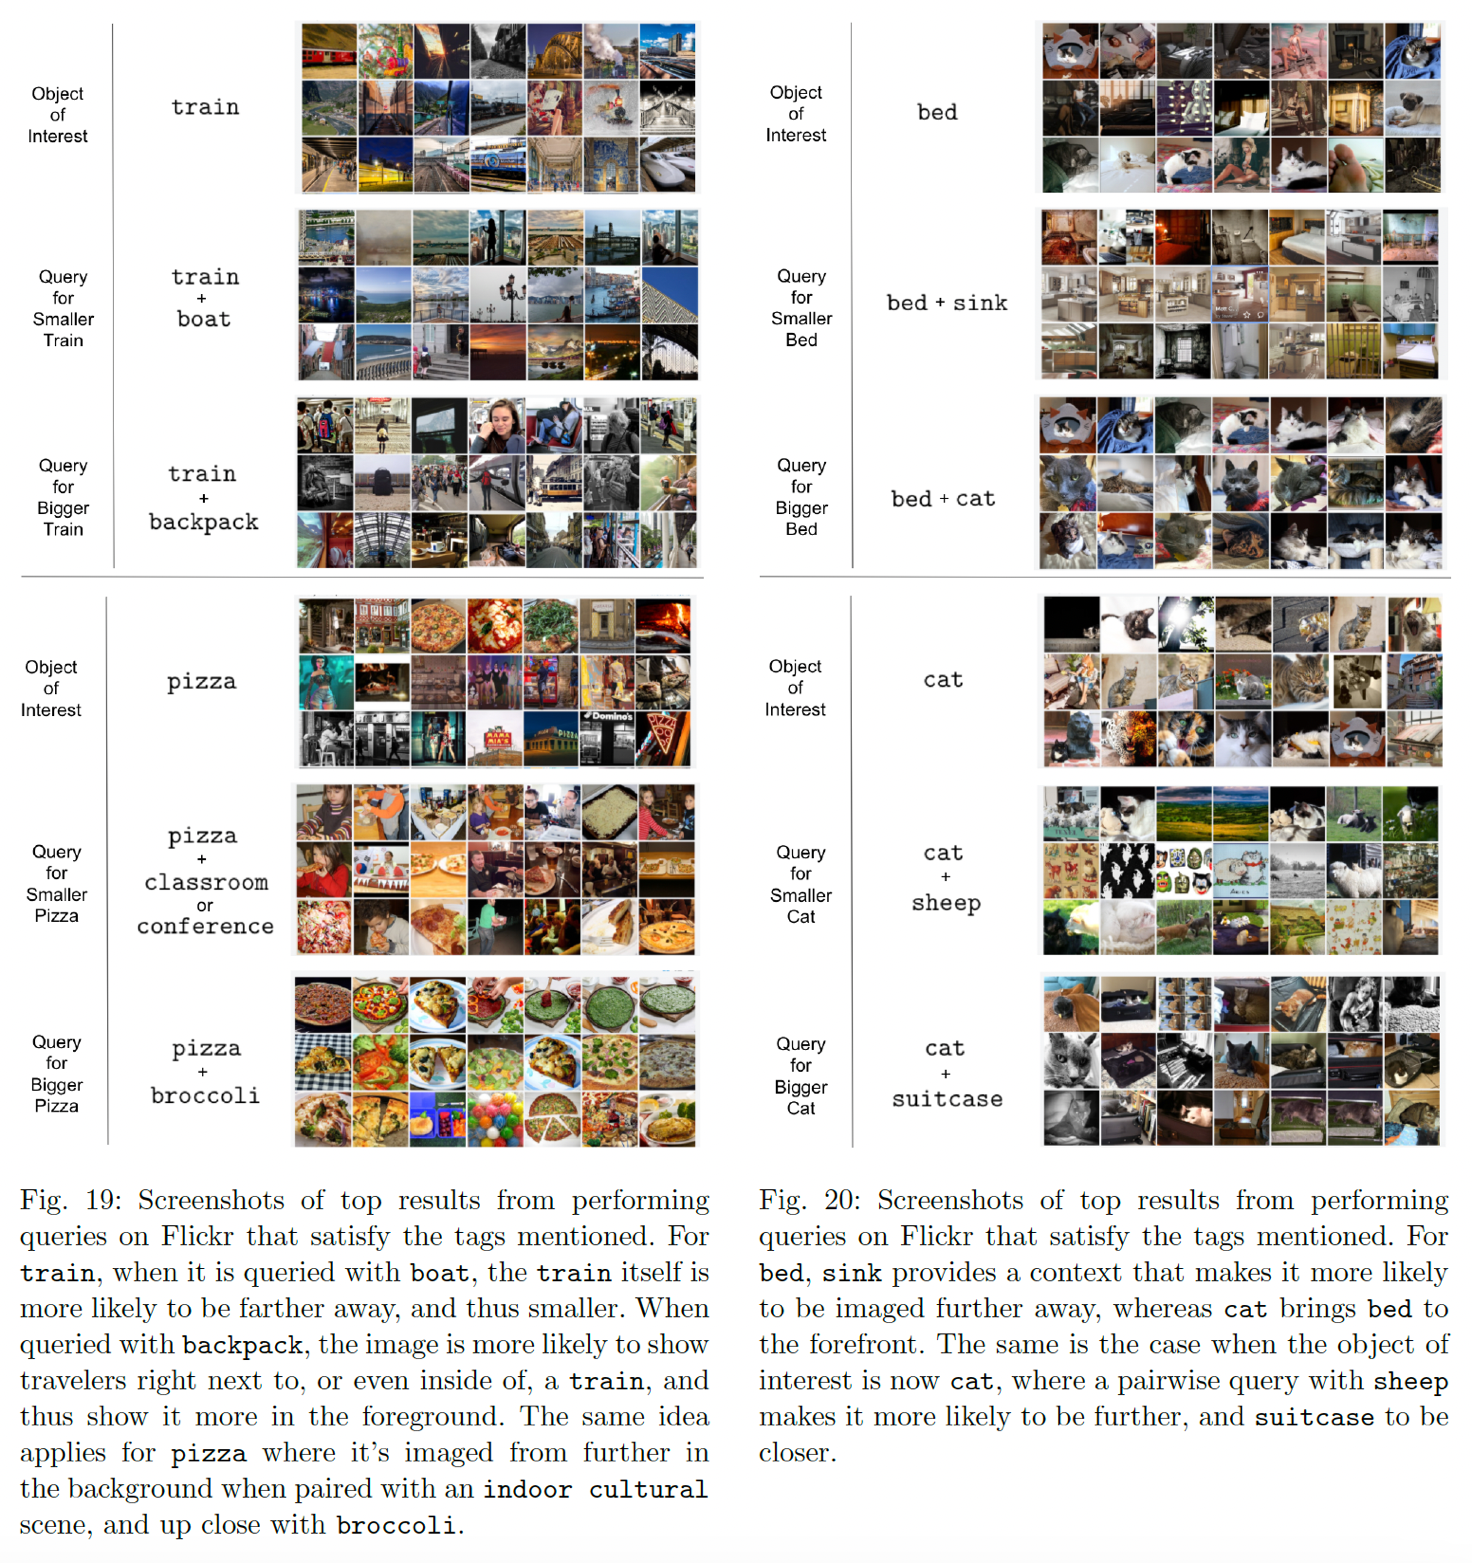 Object
of
Interest
train
Query
for
Smaller
Train
train
+
boat
Query
for
Bigger
Train
train
+
backpack
Object
of
Interest
pizza
MAMA
MIA'S
PIZZA
Domino's
PIZZA
Query
for
Smaller
Pizza
pizza
+
classroom
or
conference
Query
for
Bigger
Pizza
pizza
+
broccoli
Fig. 19: Screenshots of top results from performing
queries on Flickr that satisfy the tags mentioned. For
train, when it is queried with boat, the train itself is
more likely to be farther away, and thus smaller. When
queried with backpack, the image is more likely to show
travelers right next to, or even inside of, a train, and
thus show it more in the foreground. The same idea
applies for pizza where it's imaged from further in
the background when paired with an indoor cultural
scene, and up close with broccoli.
Object
of
Interest
bed
Query
for
Smaller
Bed
bed + sink
Query
for
Bigger
Bed
bed + cat
Object
of
Interest
cat
Query
for
Smaller
Cat
cat
+
sheep
ARIES
Query
for
Bigger
Cat
cat
+
suitcase
Fig. 20: Screenshots of top results from performing
queries on Flickr that satisfy the tags mentioned. For
bed, sink provides a context that makes it more likely
to be imaged further away, whereas cat brings bed to
the forefront. The same is the case when the object of
interest is now cat, where a pairwise query with sheep
makes it more likely to be further, and suitcase to be
closer.